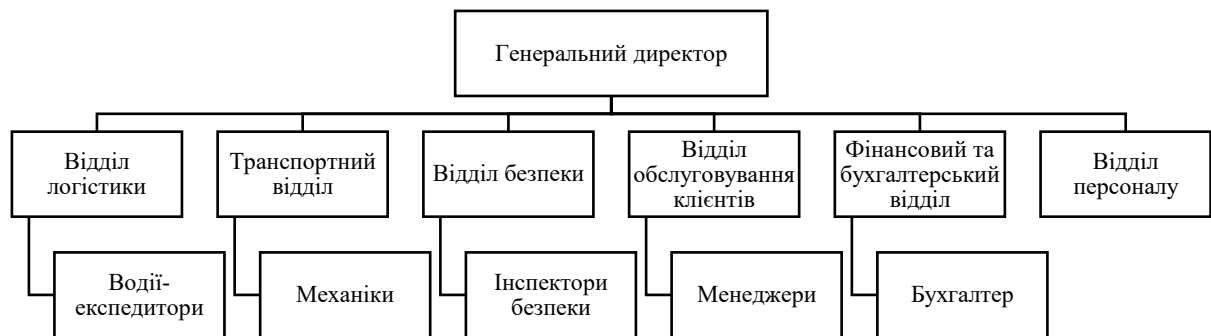 Генеральний директор
Відділ
логістики
Транспортний
відділ
Відділ безпеки
Відділ
обслуговування
клієнтів
Фінансовий та
бухгалтерський
відділ
Відділ
персоналу
Водії-
експедитори
Механіки
Інспектори
безпеки
Менеджери
Бухгалтер